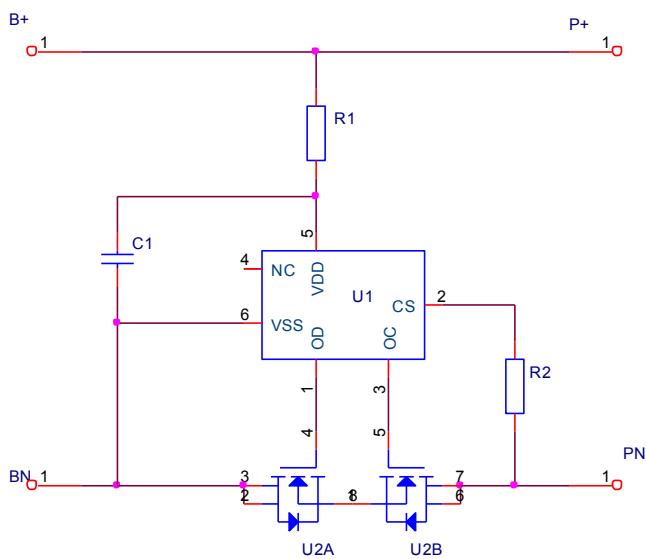 B+ P+
1 1
R1
C1
5
4 NC VDD
U1
CS 2
6 VSS
OD OC
1 3
R2
4 5
BN PN
1 3 7 1
2 1 8 6
U2A U2B